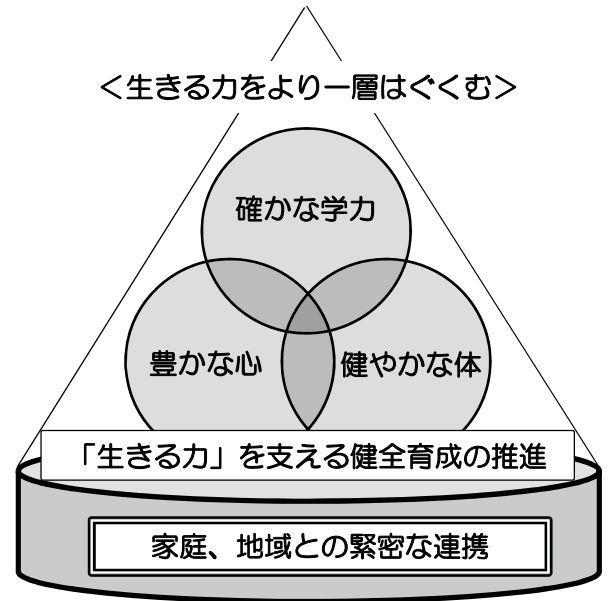 ＜生きる力をより一層はぐくむ＞
確かな学力
豊かな心
健やかな体
「生きる力」を支える健全育成の推進
家庭、地域との緊密な連携